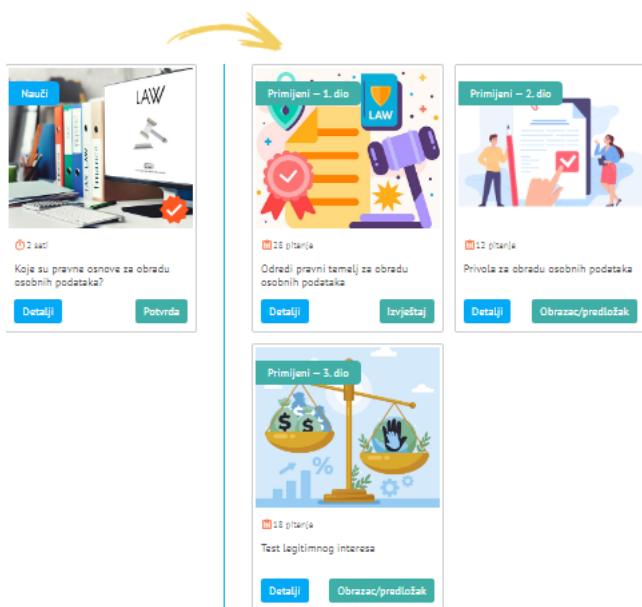 Nauči
LAW
Finance
2 sati
Koje su pravne osnove za obradu
osobnih podataka?
Detalji
Potvrda
Primijeni — 1. dio
LAW
28 pitanja
Odredi pravni temelj za obradu
osobnih podataka
Detalji
Izvještaj
Primijeni — 2. dio
12 pitanja
Privola za obradu osobnih podataka
Detalji
Obrazac/predložak
Primijeni — 3. dio
$ $ $
%
18 pitanja
Test legitimnog interesa
Detalji
Obrazac/predložak